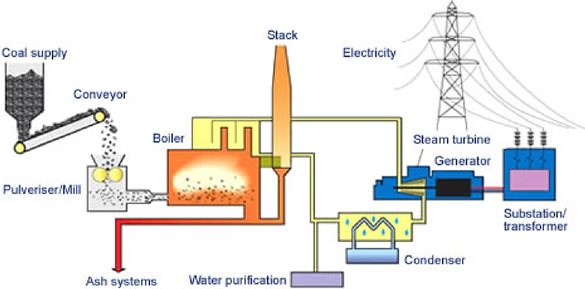 Stack
Coal supply
Electricity
Conveyor
Boiler
Steam turbine
Generator
Pulveriser/Mill
Substation/
transformer
Condenser
Ash systems
Water purification